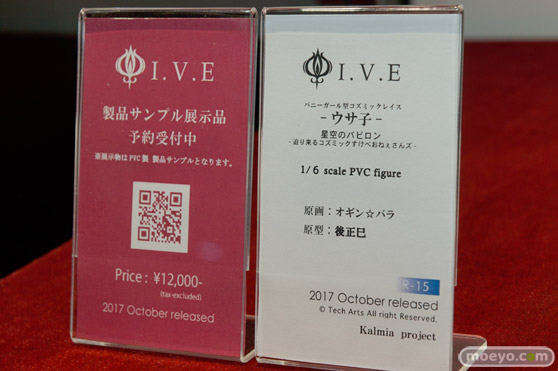 I.V.E
製品サンプル展示品
予約受付中
※展示物は PVC 製 製品サンプルとなります。
Price : ¥12,000-
(tax-excluded)
2017 October released
I.V.E
バニーガール型コズミックレイス
- ウサ子 -
星空のバビロン
-迫り来るコズミックすけべおねぇさんズ-
1/6 scale PVC figure
原画：オギン☆バラ
原型：後正巳
R-15
2017 October released
© Tech Arts All right Reserved.
Kalmia project
moeyo.com